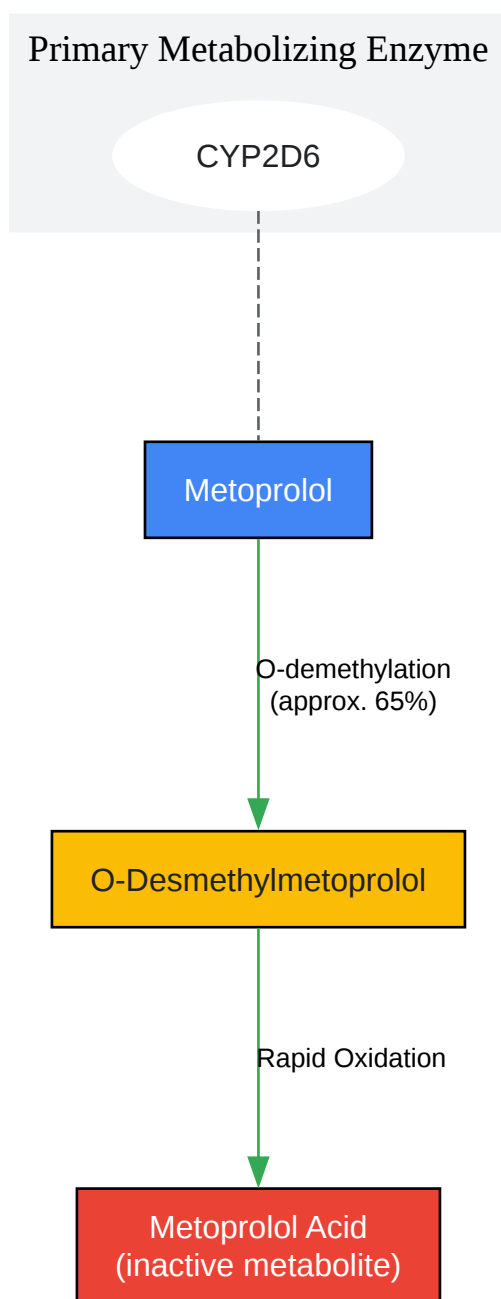 Primary Metabolizing Enzyme
CYP2D6
Metoprolol
O-demethylation
(approx. 65%)
O-Desmethylmetoprolol
Rapid Oxidation
Metoprolol Acid
(inactive metabolite)